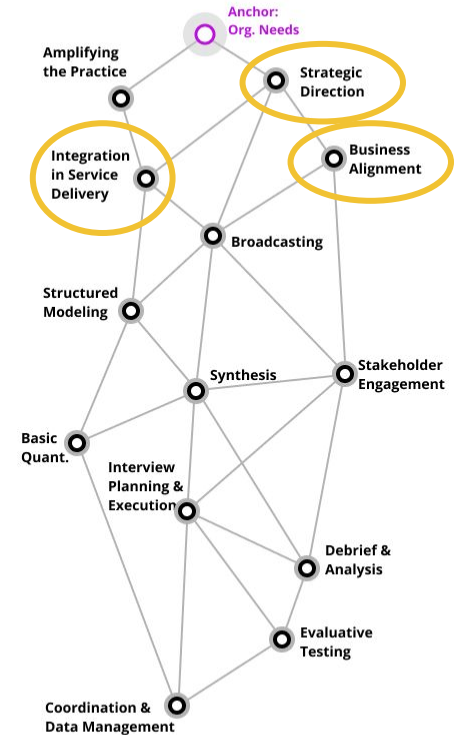 Anchor:
Org. Needs
Amplifying
the Practice
Strategic
Direction
Integration
in Service
Delivery
Business
Alignment
Broadcasting
Structured
Modeling
Synthesis
Stakeholder
Engagement
Basic
Quant.
Interview
Planning &
Execution
Debrief &
Analysis
Evaluative
Testing
Coordination &
Data Management